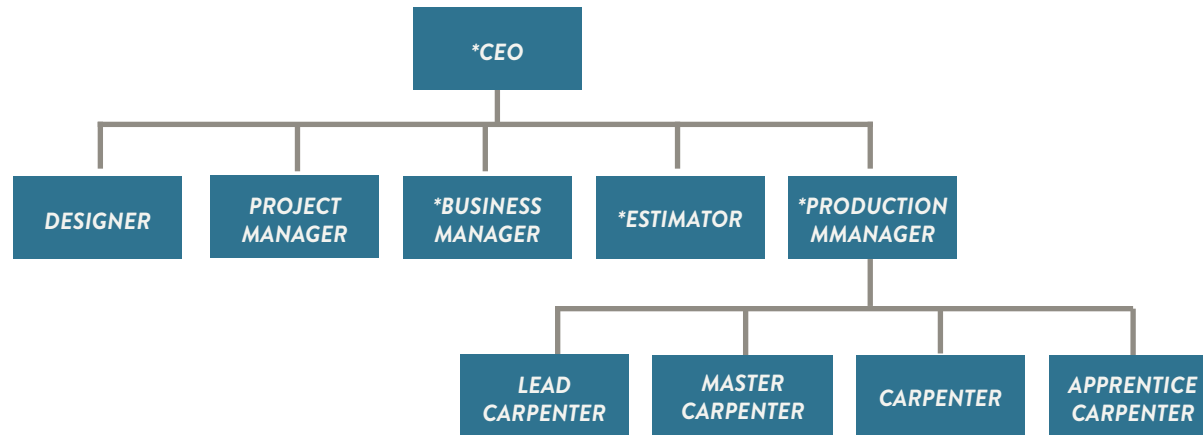 *CEO
DESIGNER
PROJECT
MANAGER
*BUSINESS
MANAGER
*ESTIMATOR
*PRODUCTION
MMANAGER
LEAD
CARPENTER
MASTER
CARPENTER
CARPENTER
APPRENTICE
CARPENTER